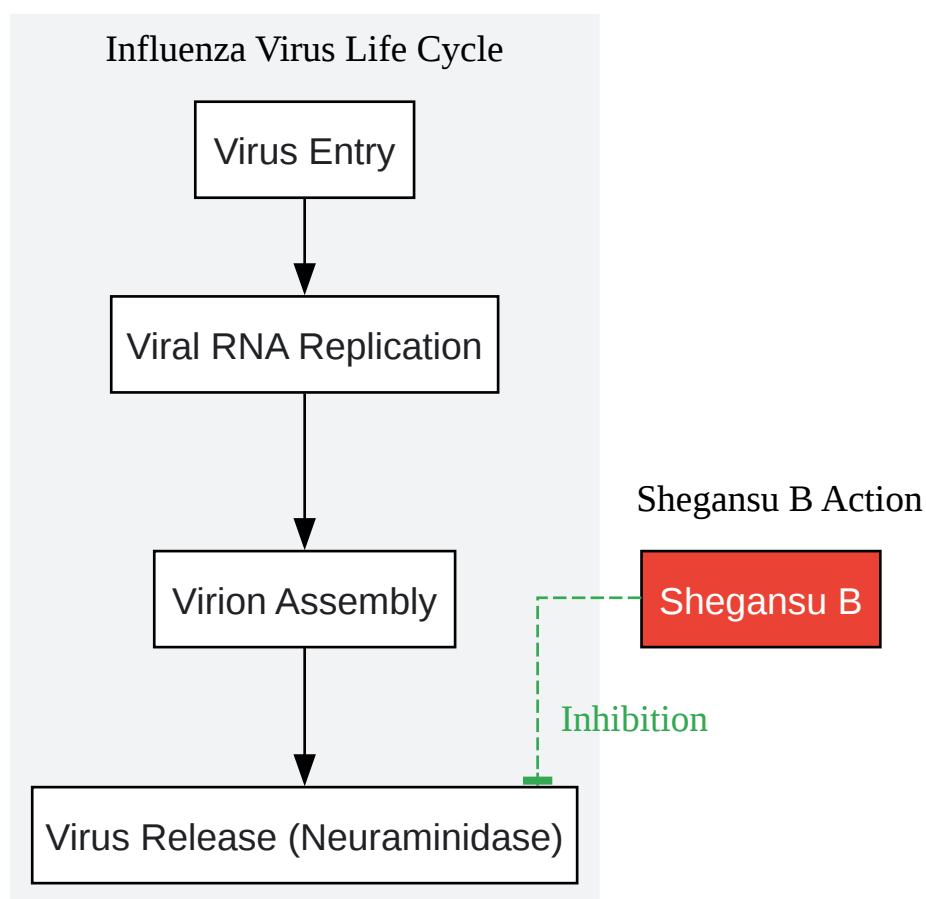 Influenza Virus Life Cycle
Virus Entry
Viral RNA Replication
Virion Assembly
Shegansu B Action
Shegansu B
Inhibition
Virus Release (Neuraminidase)